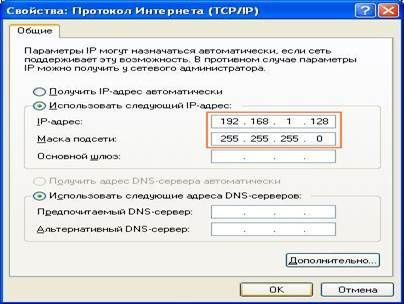 Свойства: Протокол Интернета (TCP/IP)
Общие
Параметры IP могут назначаться автоматически, если сеть
поддерживает эту возможность. В противном случае параметры
IP можно получить у сетевого администратора.
Получить IP-адрес автоматически
Использовать следующий IP-адрес:
IP-адрес: 192 . 168 . 1 . 128
Маска подсети: 255 . 255 . 255 . 0
Основной шлюз: . . .
Получить адрес DNS-сервера автоматически
Использовать следующие адреса DNS-серверов:
Предпочитаемый DNS-сервер: . . .
Альтернативный DNS-сервер: . . .
Дополнительно...
OK Отмена